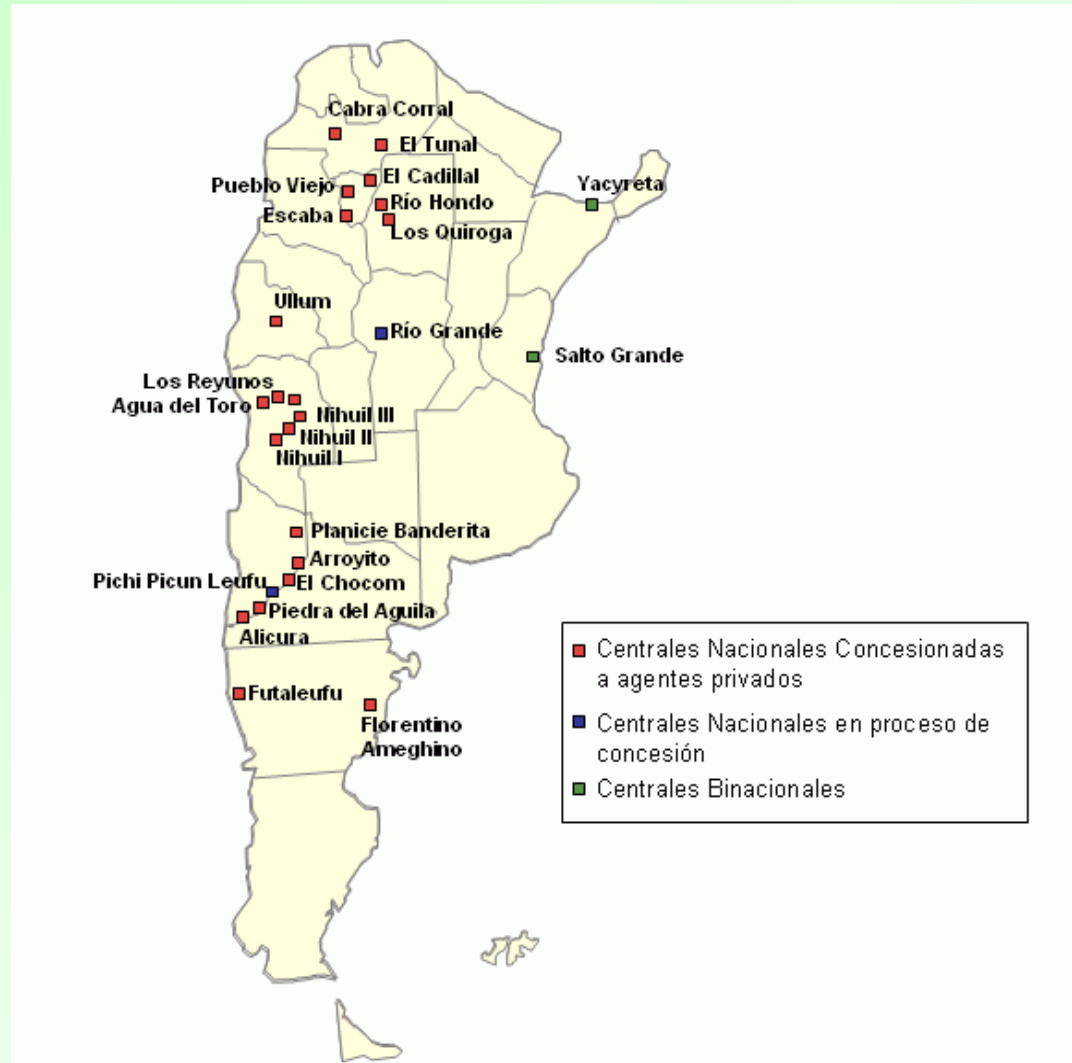 Cabra Corral
El Tunal
El Cadillal
Pueblo Viejo
Yacyreta
Río Hondo
Escaba
Los Quiroga
Ullum
Río Grande
Salto Grande
Los Reyunos
Agua del Toro
Nihuil III
Nihuil II
Nihuil I
Planicie Banderita
Arroyito
Pichi Picun Leufu
El Chocom
Piedra del Aguila
Alicura
Futaleufu
Florentino
Ameghino
Centrales Nacionales Concesionadas
a agentes privados
Centrales Nacionales en proceso de
concesión
Centrales Binacionales